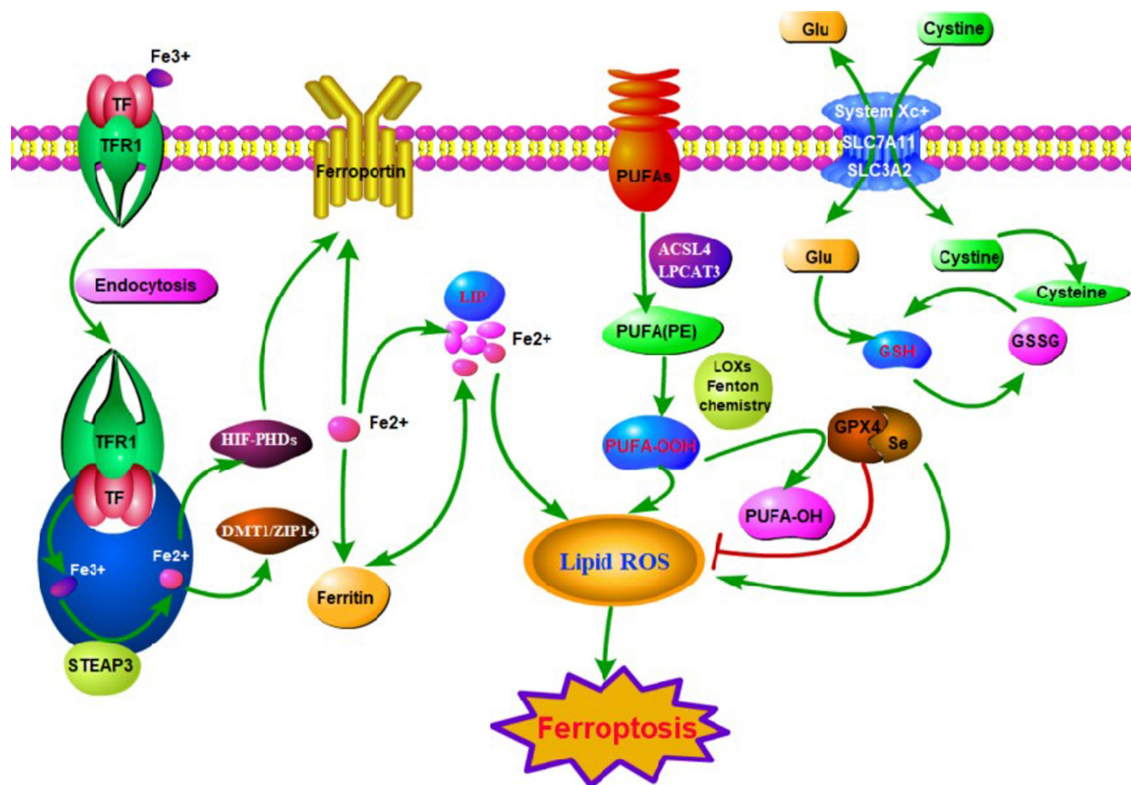 Fe3+
TF
TFR1
Endocytosis
TFR1
TF
Fe3+
Fe2+
STEAP3
HIF-PHDs
DMT1/ZIP14
Ferroportin
Fe2+
Ferritin
LIP
Fe2+
PUFAs
ACSL4
LPCAT3
PUFA(PE)
LOXs
Fenton
chemistry
PUFA-OOH
PUFA-OH
GPX4
Se
Lipid ROS
Ferroptosis
Glu
Cystine
System Xc+
SLC7A11
SLC3A2
Glu
Cystine
Cysteine
GSH
GSSG